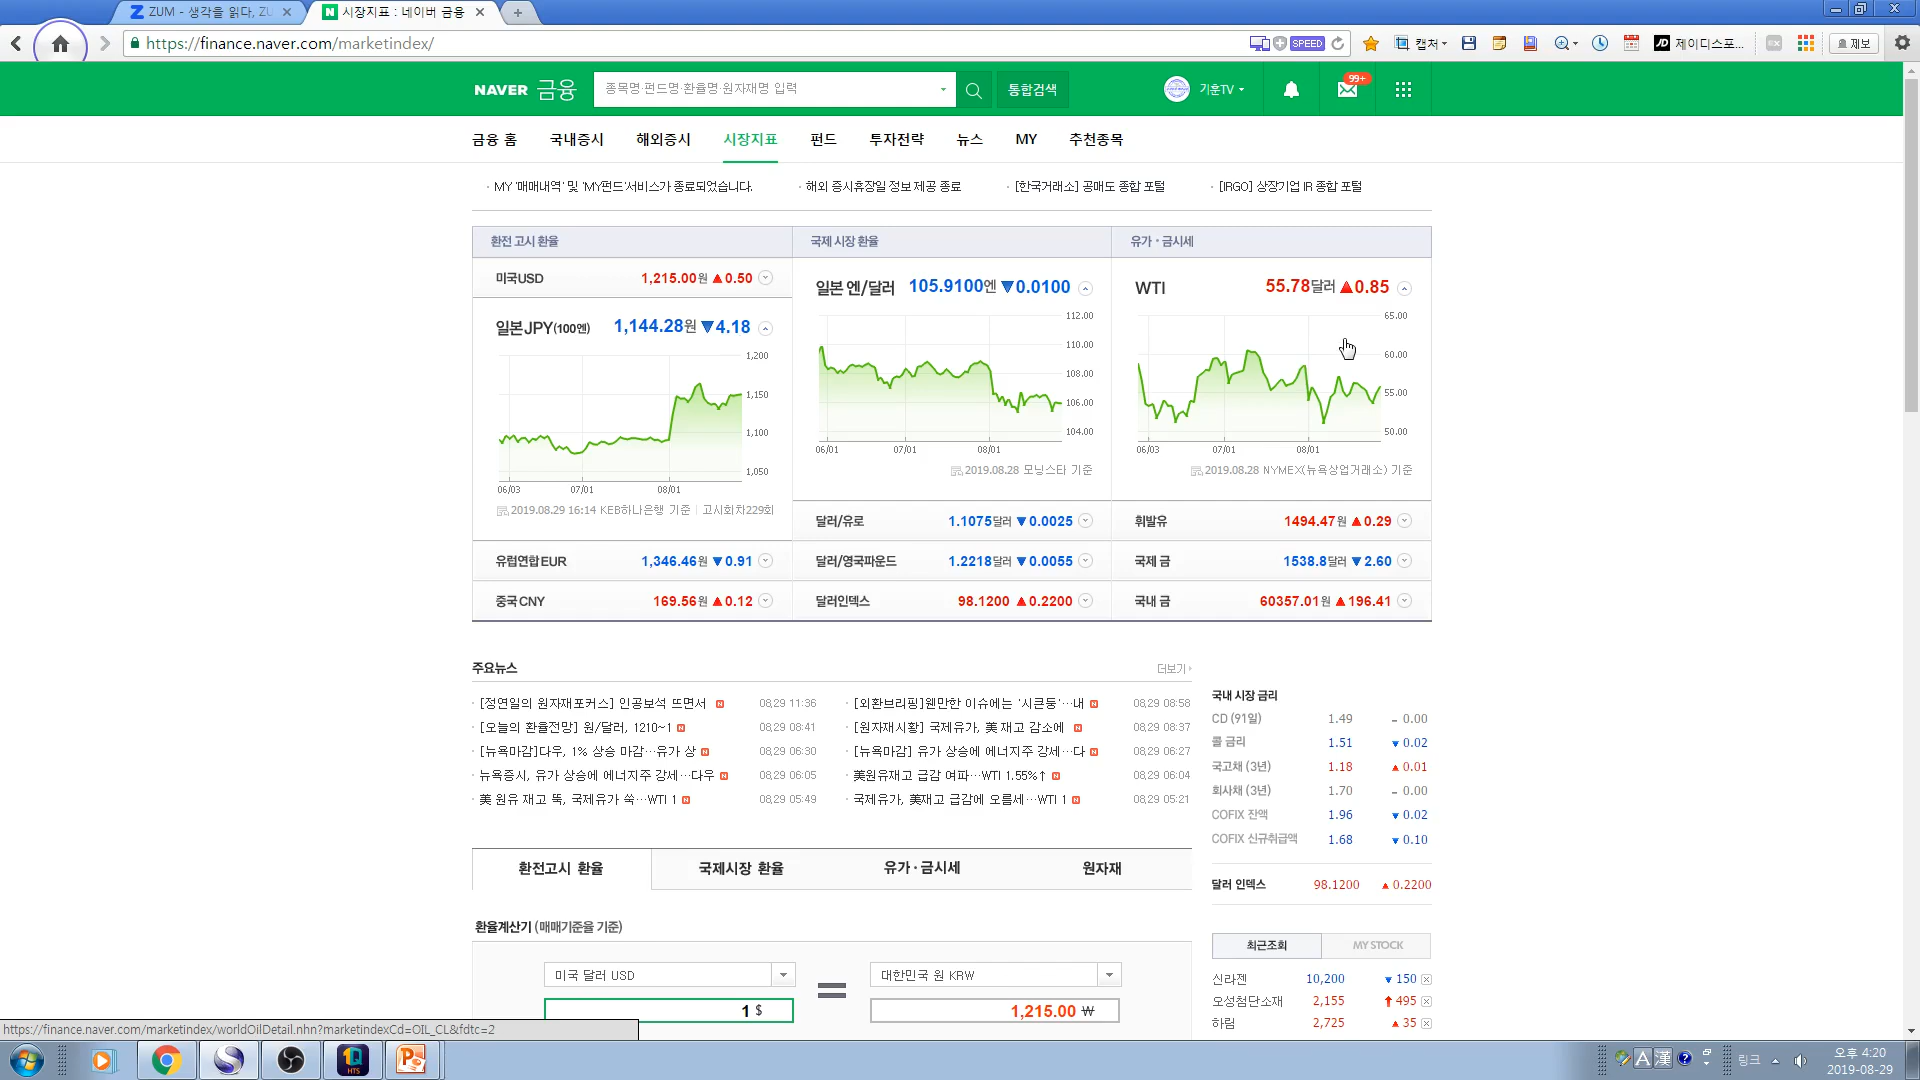 ZUM - 생각을 읽다, ZU
시장지표 : 네이버 금융
https://finance.naver.com/marketindex/
SPEED
캡처
제이디스포...
제보
NAVER 금융
종목명·펀드명·환율명·원자재명 입력
통합검색
기훈TV
99+
금융 홈 국내증시 해외증시 시장지표 펀드 투자전략 뉴스 MY 추천종목
MY '매매내역' 및 'MY펀드'서비스가 종료되었습니다.
해외 증시휴장일 정보 제공 종료
[한국거래소] 공매도 종합 포털
[IRGO] 상장기업 IR 종합 포털
환전 고시 환율
미국USD 1,215.00원 ▲0.50
일본JPY(100엔) 1,144.28원 ▼4.18
1,200
1,150
1,100
1,050
06/03 07/01 08/01
2019.08.29 16:14 KEB하나은행 기준 고시회차229회
유럽연합EUR 1,346.46원 ▼0.91
중국CNY 169.56원 ▲0.12
국제 시장 환율
일본 엔/달러 105.9100엔 ▼0.0100
112.00
110.00
108.00
106.00
104.00
06/01 07/01 08/01
2019.08.28 모닝스타 기준
달러/유로 1.1075달러 ▼0.0025
달러/영국파운드 1.2218달러 ▼0.0055
달러인덱스 98.1200 ▲0.2200
유가·금시세
WTI 55.78달러 ▲0.85
65.00
60.00
55.00
50.00
06/03 07/01 08/01
2019.08.28 NYMEX(뉴욕상업거래소) 기준
휘발유 1494.47원 ▲0.29
국제 금 1538.8달러 ▼2.60
국내 금 60357.01원 ▲196.41
주요뉴스
더보기
[정연일의 원자재포커스] 인공보석 뜨면서 08.29 11:36
[오늘의 환율전망] 원/달러, 1210~1 08.29 08:41
[뉴욕마감]다우, 1% 상승 마감…유가 상 08.29 06:30
뉴욕증시, 유가 상승에 에너지주 강세…다우 08.29 06:05
美 원유 재고 뚝, 국제유가 쑥…WTI 1 08.29 05:49
[외환브리핑]웬만한 이슈에는 '시큰둥'…내 08.29 08:58
[원자재시황] 국제유가, 美 재고 감소에 08.29 08:37
[뉴욕마감] 유가 상승에 에너지주 강세…다 08.29 06:27
美원유재고 급감 여파…WTI 1.55%↑ 08.29 06:04
국제유가, 美재고 급감에 오름세…WTI 1 08.29 05:21
국내 시장 금리
CD (91일) 1.49 - 0.00
콜 금리 1.51 ▼0.02
국고채 (3년) 1.18 ▲0.01
회사채 (3년) 1.70 - 0.00
COFIX 잔액 1.96 ▼0.02
COFIX 신규취급액 1.68 ▼0.10
달러 인덱스 98.1200 ▲0.2200
환전고시 환율 국제시장 환율 유가·금시세 원자재
환율계산기 (매매기준율 기준)
미국 달러 USD
1 $
=
대한민국 원 KRW
1,215.00 ₩
최근조회 MY STOCK
신라젠 10,200 ▼150
오성첨단소재 2,155 ↑495
하림 2,725 ▲35
https://finance.naver.com/marketindex/worldOilDetail.nhn?marketindexCd=OIL_CL&fdtc=2
HTS
A 漢
링크
오후 4:20
2019-08-29